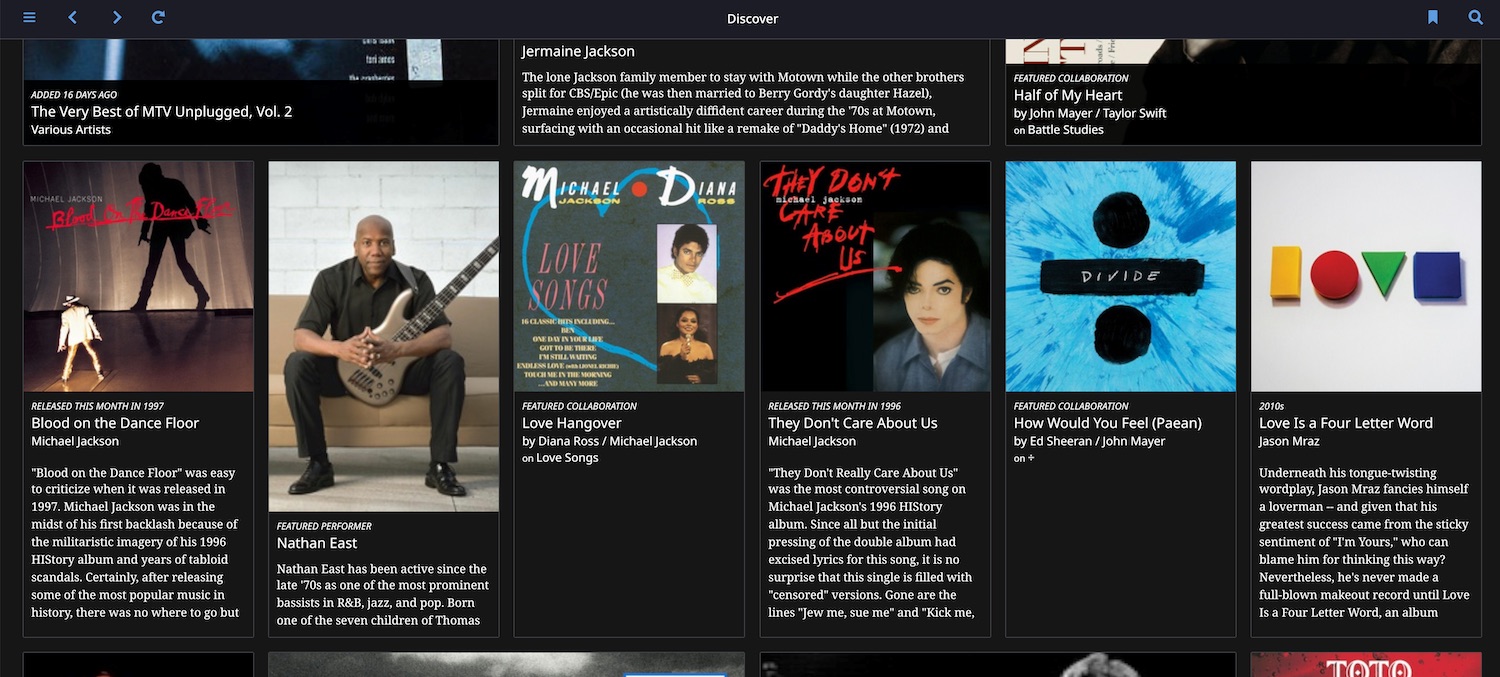 Discover
tori amos
the cranberries
ADDED 16 DAYS AGO
The Very Best of MTV Unplugged, Vol. 2
Various Artists
Jermaine Jackson
The lone Jackson family member to stay with Motown while the other brothers
split for CBS/Epic (he was then married to Berry Gordy's daughter Hazel),
Jermaine enjoyed a artistically diffident career during the '70s at Motown,
surfacing with an occasional hit like a remake of "Daddy's Home" (1972) and
FEATURED COLLABORATION
Half of My Heart
by John Mayer / Taylor Swift
on Battle Studies
MICHAEL JACKSON
Blood On The Dance Floor
RELEASED THIS MONTH IN 1997
Blood on the Dance Floor
Michael Jackson
"Blood on the Dance Floor" was easy
to criticize when it was released in
1997. Michael Jackson was in the
midst of his first backlash because of
the militaristic imagery of his 1996
HIStory album and years of tabloid
scandals. Certainly, after releasing
some of the most popular music in
history, there was no where to go but
FEATURED PERFORMER
Nathan East
Nathan East has been active since the
late '70s as one of the most prominent
bassists in R&B, jazz, and pop. Born
one of the seven children of Thomas
MICHAEL DIANA
JACKSON ROSS
LOVE
SONGS
16 CLASSIC HITS INCLUDING...
BEN
ONE DAY IN YOUR LIFE
GOT TO BE THERE
I'M STILL WAITING
ENDLESS LOVE (with LIONEL RICHIE)
TOUCH ME IN THE MORNING
...AND MANY MORE
FEATURED COLLABORATION
Love Hangover
by Diana Ross / Michael Jackson
on Love Songs
THEY DON'T
michael jackson
CARE
ABOUT
US
RELEASED THIS MONTH IN 1996
They Don't Care About Us
Michael Jackson
"They Don't Really Care About Us"
was the most controversial song on
Michael Jackson's 1996 HIStory
album. Since all but the initial
pressing of the double album had
excised lyrics for this song, it is no
surprise that this single is filled with
"censored" versions. Gone are the
lines "Jew me, sue me" and "Kick me,
DIVIDE
FEATURED COLLABORATION
How Would You Feel (Paean)
by Ed Sheeran / John Mayer
on ÷
2010s
Love Is a Four Letter Word
Jason Mraz
Underneath his tongue-twisting
wordplay, Jason Mraz fancies himself
a loverman -- and given that his
greatest success came from the sticky
sentiment of "I'm Yours," who can
blame him for thinking this way?
Nevertheless, he's never made a
full-blown makeout record until Love
Is a Four Letter Word, an album
TOTO